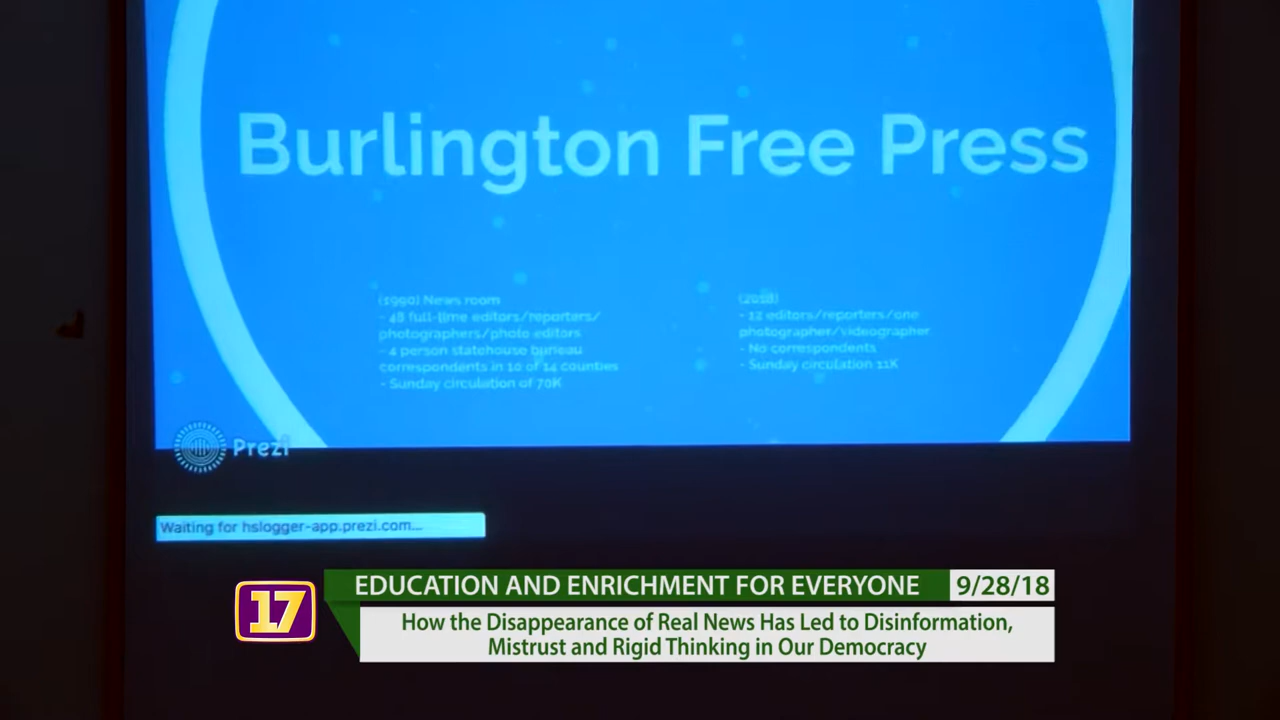 Burlington Free Press
(1990) News room
- 48 full-time editors/reporters/
photographers/photo editors
- 4 person statehouse bureau
correspondents in 10 of 14 counties
- Sunday circulation of 70K
(2018)
- 12 editors/reporters/one
photographer/videographer
- No correspondents
- Sunday circulation 11K
Prezi
Waiting for hslogger-app.prezi.com...
17
EDUCATION AND ENRICHMENT FOR EVERYONE
9/28/18
How the Disappearance of Real News Has Led to Disinformation,
Mistrust and Rigid Thinking in Our Democracy